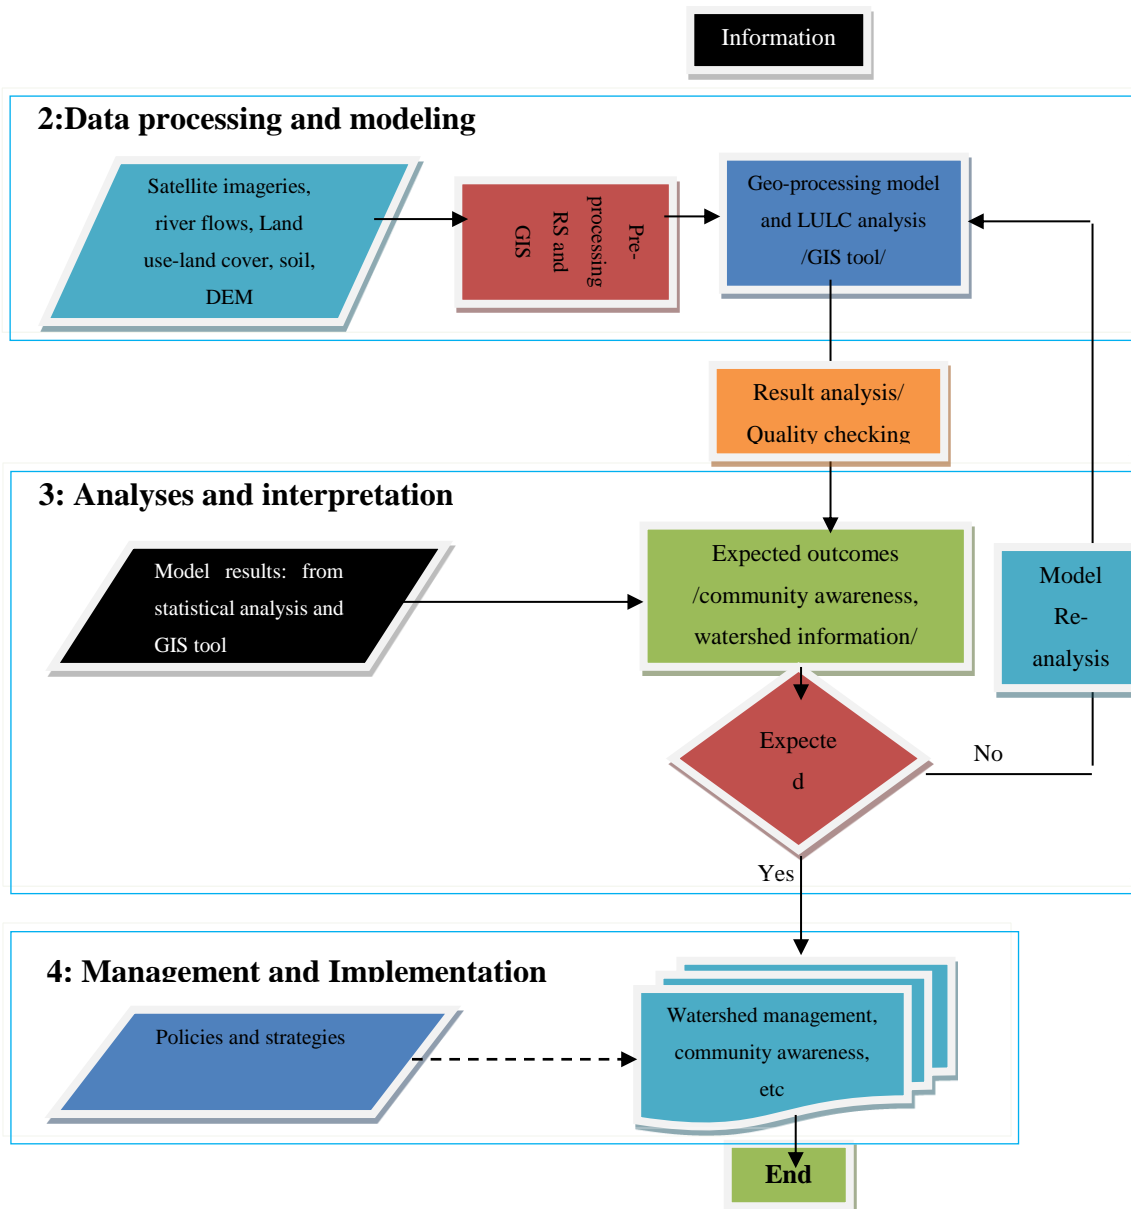 Information
2:Data processing and modeling
Satellite imageries,
river flows, Land
use-land cover, soil,
DEM
Pre-
processing
RS and
GIS
Geo-processing model
and LULC analysis
/GIS tool/
Result analysis/
Quality checking
3: Analyses and interpretation
Model results: from
statistical analysis and
GIS tool
Expected outcomes
/community awareness,
watershed information/
Model
Re-
analysis
Expecte
d
No
Yes
4: Management and Implementation
Policies and strategies
Watershed management,
community awareness,
etc
End